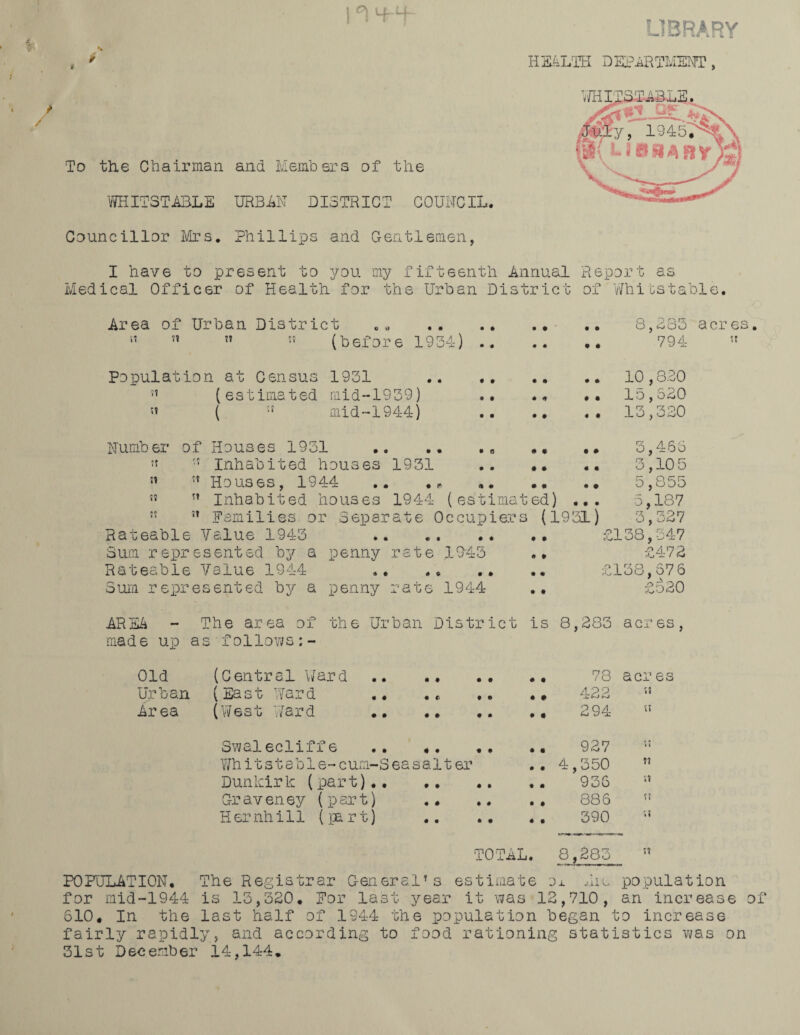 1944
LIBRARY
HEALTH DEPARTMENT,
WHITSTABLE.
July, 1945.
LIBRARY
To the Chairman and Members of the
WHITSTABLE URBAN DISTRICT COUNCIL.
Councillor Mrs. Phillips and Gentlemen,
I have to present to you my fifteenth Annual Report as
Medical Officer of Health for the Urban District of Whitstable.
Area of Urban District .. .. .. .. .. 8,283 acres.
" " " " (before 1934) .. .. .. 794 "
Population at Census 1931 .. .. .. .. 10,820
" (estimated mid-1939) .. .. .. 15,520
" ( " mid-1944) .. .. .. 13,320
Number of Houses 1931 .. .. .. .. .. 3,466
" " Inhabited houses 1931 .. .. .. 3,105
" " Houses, 1944 .. .. .. .. .. 5,855
" " Inhabited houses 1944 (estimated) ... 5,187
" " Families or Separate Occupiers (1931) 3,327
Rateable Value 1943 .. .. .. .. £138,547
Sum represented by a penny rate 1943 .. £472
Rateable Value 1944 .. .. .. .. £138,676
Sum represented by a penny rate 1944 .. £520
AREA - The area of the Urban District is 8,283 acres,
made up as follows:-
Old (Central Ward .. .. .. .. 78 acres
Urban (East Ward .. .. .. .. 422 "
Area (West Ward .. .. .. .. 294 "
Swalecliffe .. .. .. .. 927 "
Whitstable-cum-Seasalter .. 4,350 "
Dunkirk (part).. .. .. .. 936 "
Graveney (part) .. .. .. 886 "
Hernhill (part) .. .. .. 390 "
TOTAL. 8,283 "
POPULATION. The Registrar General's estimate population
for mid-1944 is 13,320. For last year it was 12,710, an increase of
610. In the last half of 1944 the population began to increase
fairly rapidly, and according to food rationing statistics was on
31st December 14,144.